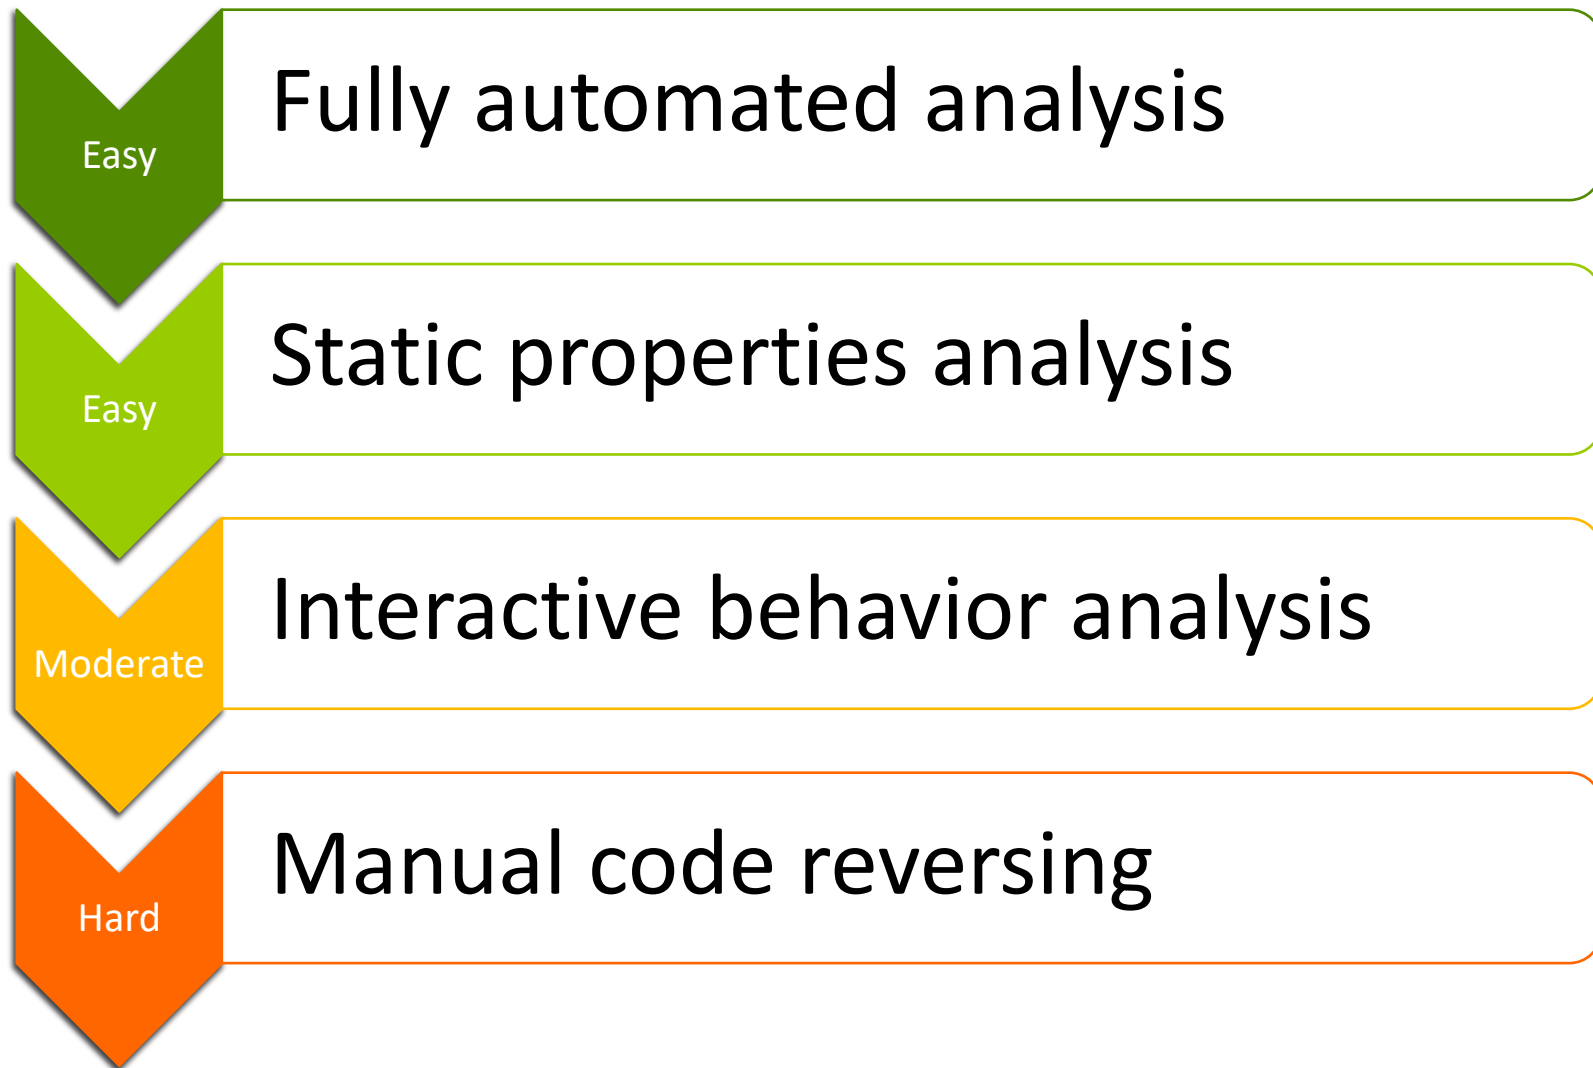 Easy
Fully automated analysis
Easy
Static properties analysis
Moderate
Interactive behavior analysis
Hard
Manual code reversing